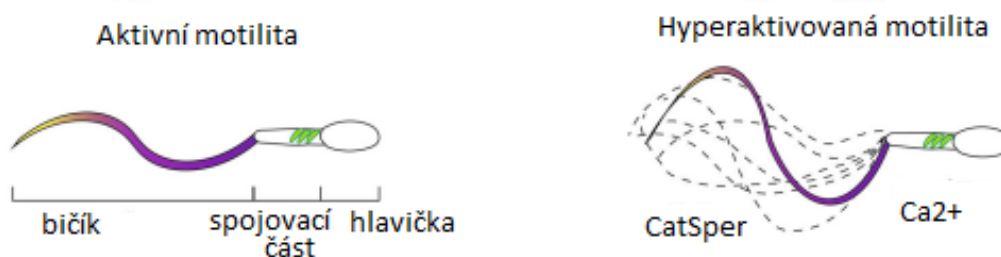 Aktivní motilita
Hyperaktivovaná motilita
bičík
spojovací
část
hlavička
CatSper
Ca2+